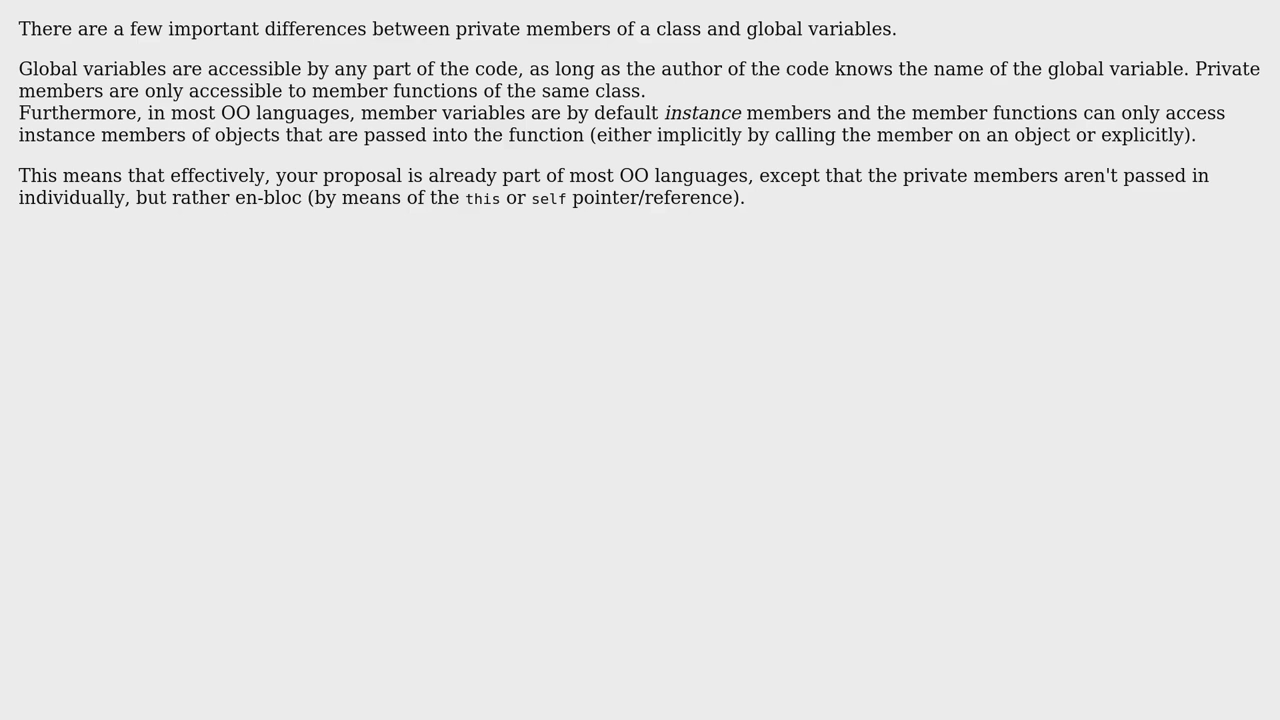 There are a few important differences between private members of a class and global variables.
Global variables are accessible by any part of the code, as long as the author of the code knows the name of the global variable. Private
members are only accessible to member functions of the same class.
Furthermore, in most OO languages, member variables are by default instance members and the member functions can only access
instance members of objects that are passed into the function (either implicitly by calling the member on an object or explicitly).
This means that effectively, your proposal is already part of most OO languages, except that the private members aren't passed in
individually, but rather en-bloc (by means of the this or self pointer/reference).